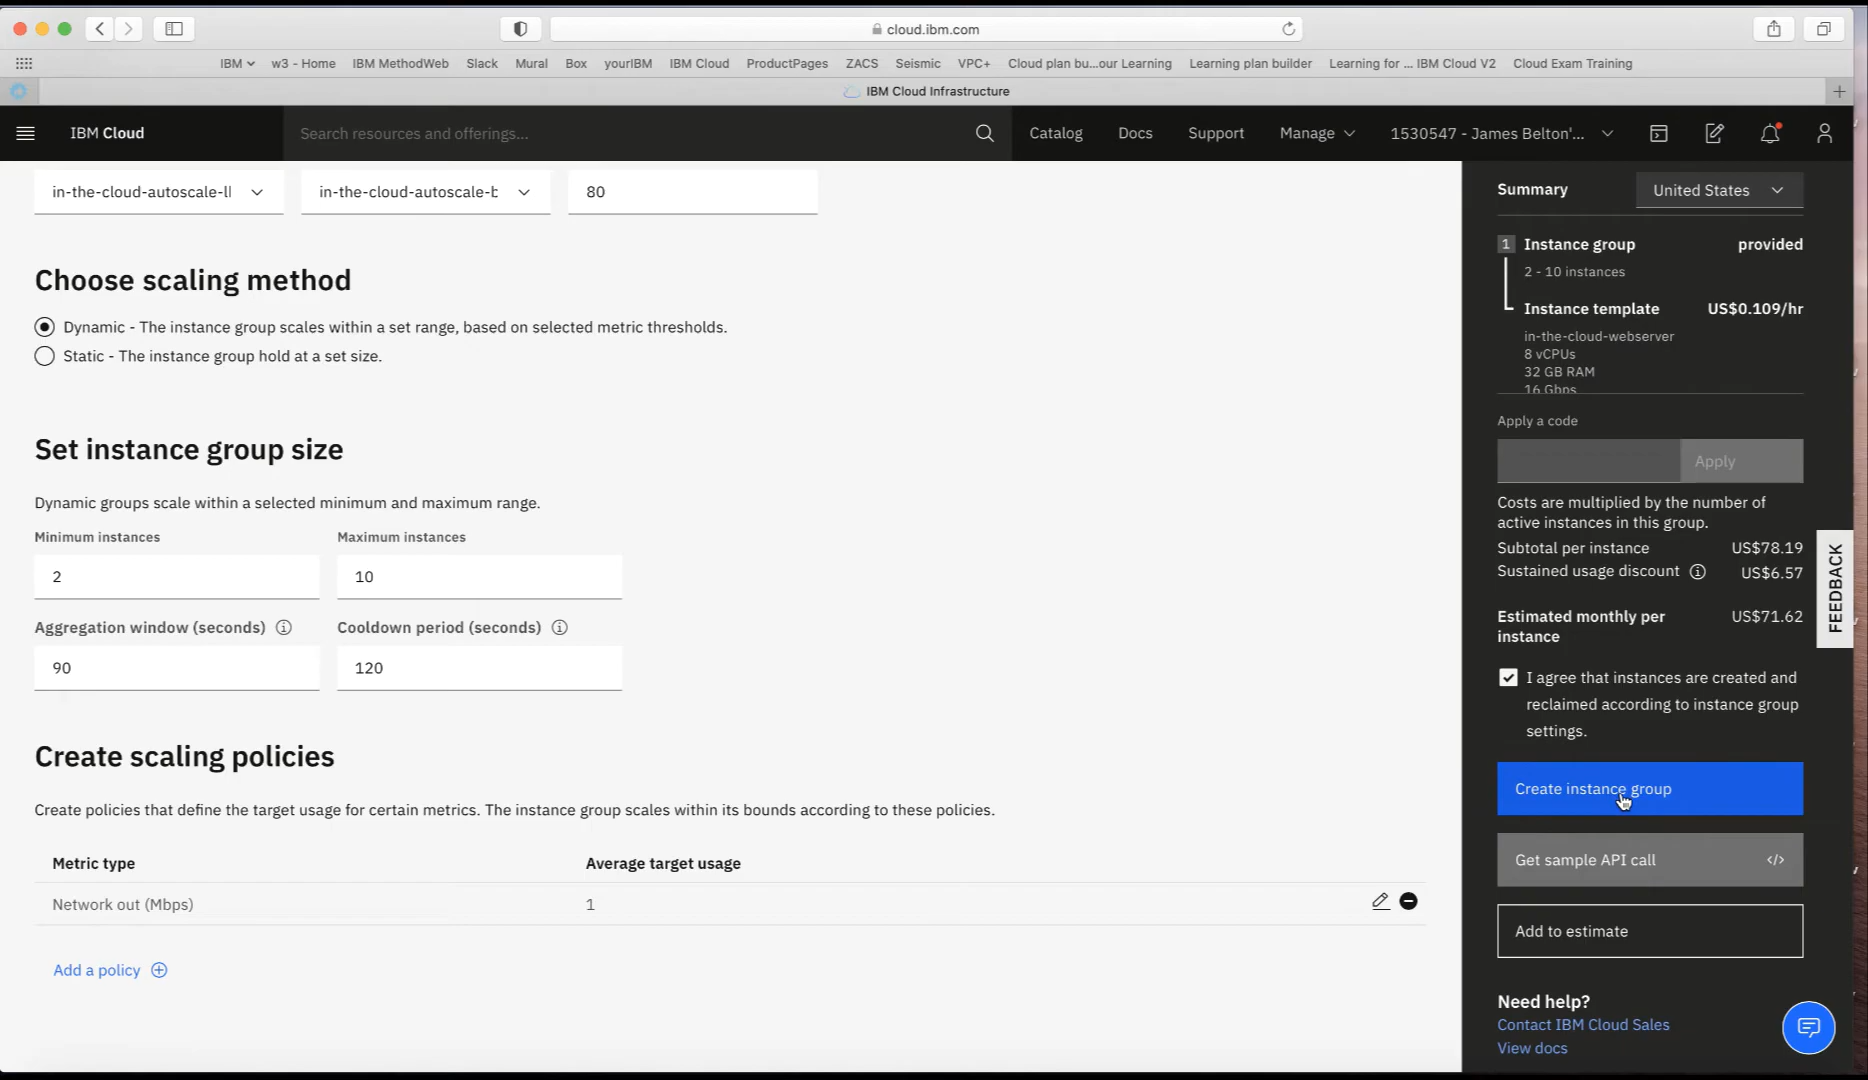 cloud.ibm.com
IBM
w3 - Home
IBM MethodWeb
Slack
Mural
Box
yourIBM
IBM Cloud
ProductPages
ZACS
Seismic
VPC+
Cloud plan bu...our Learning
Learning plan builder
Learning for ... IBM Cloud V2
Cloud Exam Training
IBM Cloud Infrastructure
IBM Cloud
Search resources and offerings...
Catalog
Docs
Support
Manage
1530547 - James Belton'...
in-the-cloud-autoscale-ll
in-the-cloud-autoscale-b
80
Choose scaling method
Dynamic - The instance group scales within a set range, based on selected metric thresholds.
Static - The instance group hold at a set size.
Set instance group size
Dynamic groups scale within a selected minimum and maximum range.
Minimum instances
Maximum instances
2
10
Aggregation window (seconds)
Cooldown period (seconds)
90
120
Create scaling policies
Create policies that define the target usage for certain metrics. The instance group scales within its bounds according to these policies.
Metric type
Average target usage
Network out (Mbps)
1
Add a policy
Summary
United States
1 Instance group provided
2 - 10 instances
Instance template US$0.109/hr
in-the-cloud-webserver
8 vCPUs
32 GB RAM
16 Gbps
Apply a code
Apply
Costs are multiplied by the number of
active instances in this group.
Subtotal per instance US$78.19
Sustained usage discount US$6.57
Estimated monthly per US$71.62
instance
I agree that instances are created and
reclaimed according to instance group
settings.
Create instance group
Get sample API call </>
Add to estimate
Need help?
Contact IBM Cloud Sales
View docs
FEEDBACK